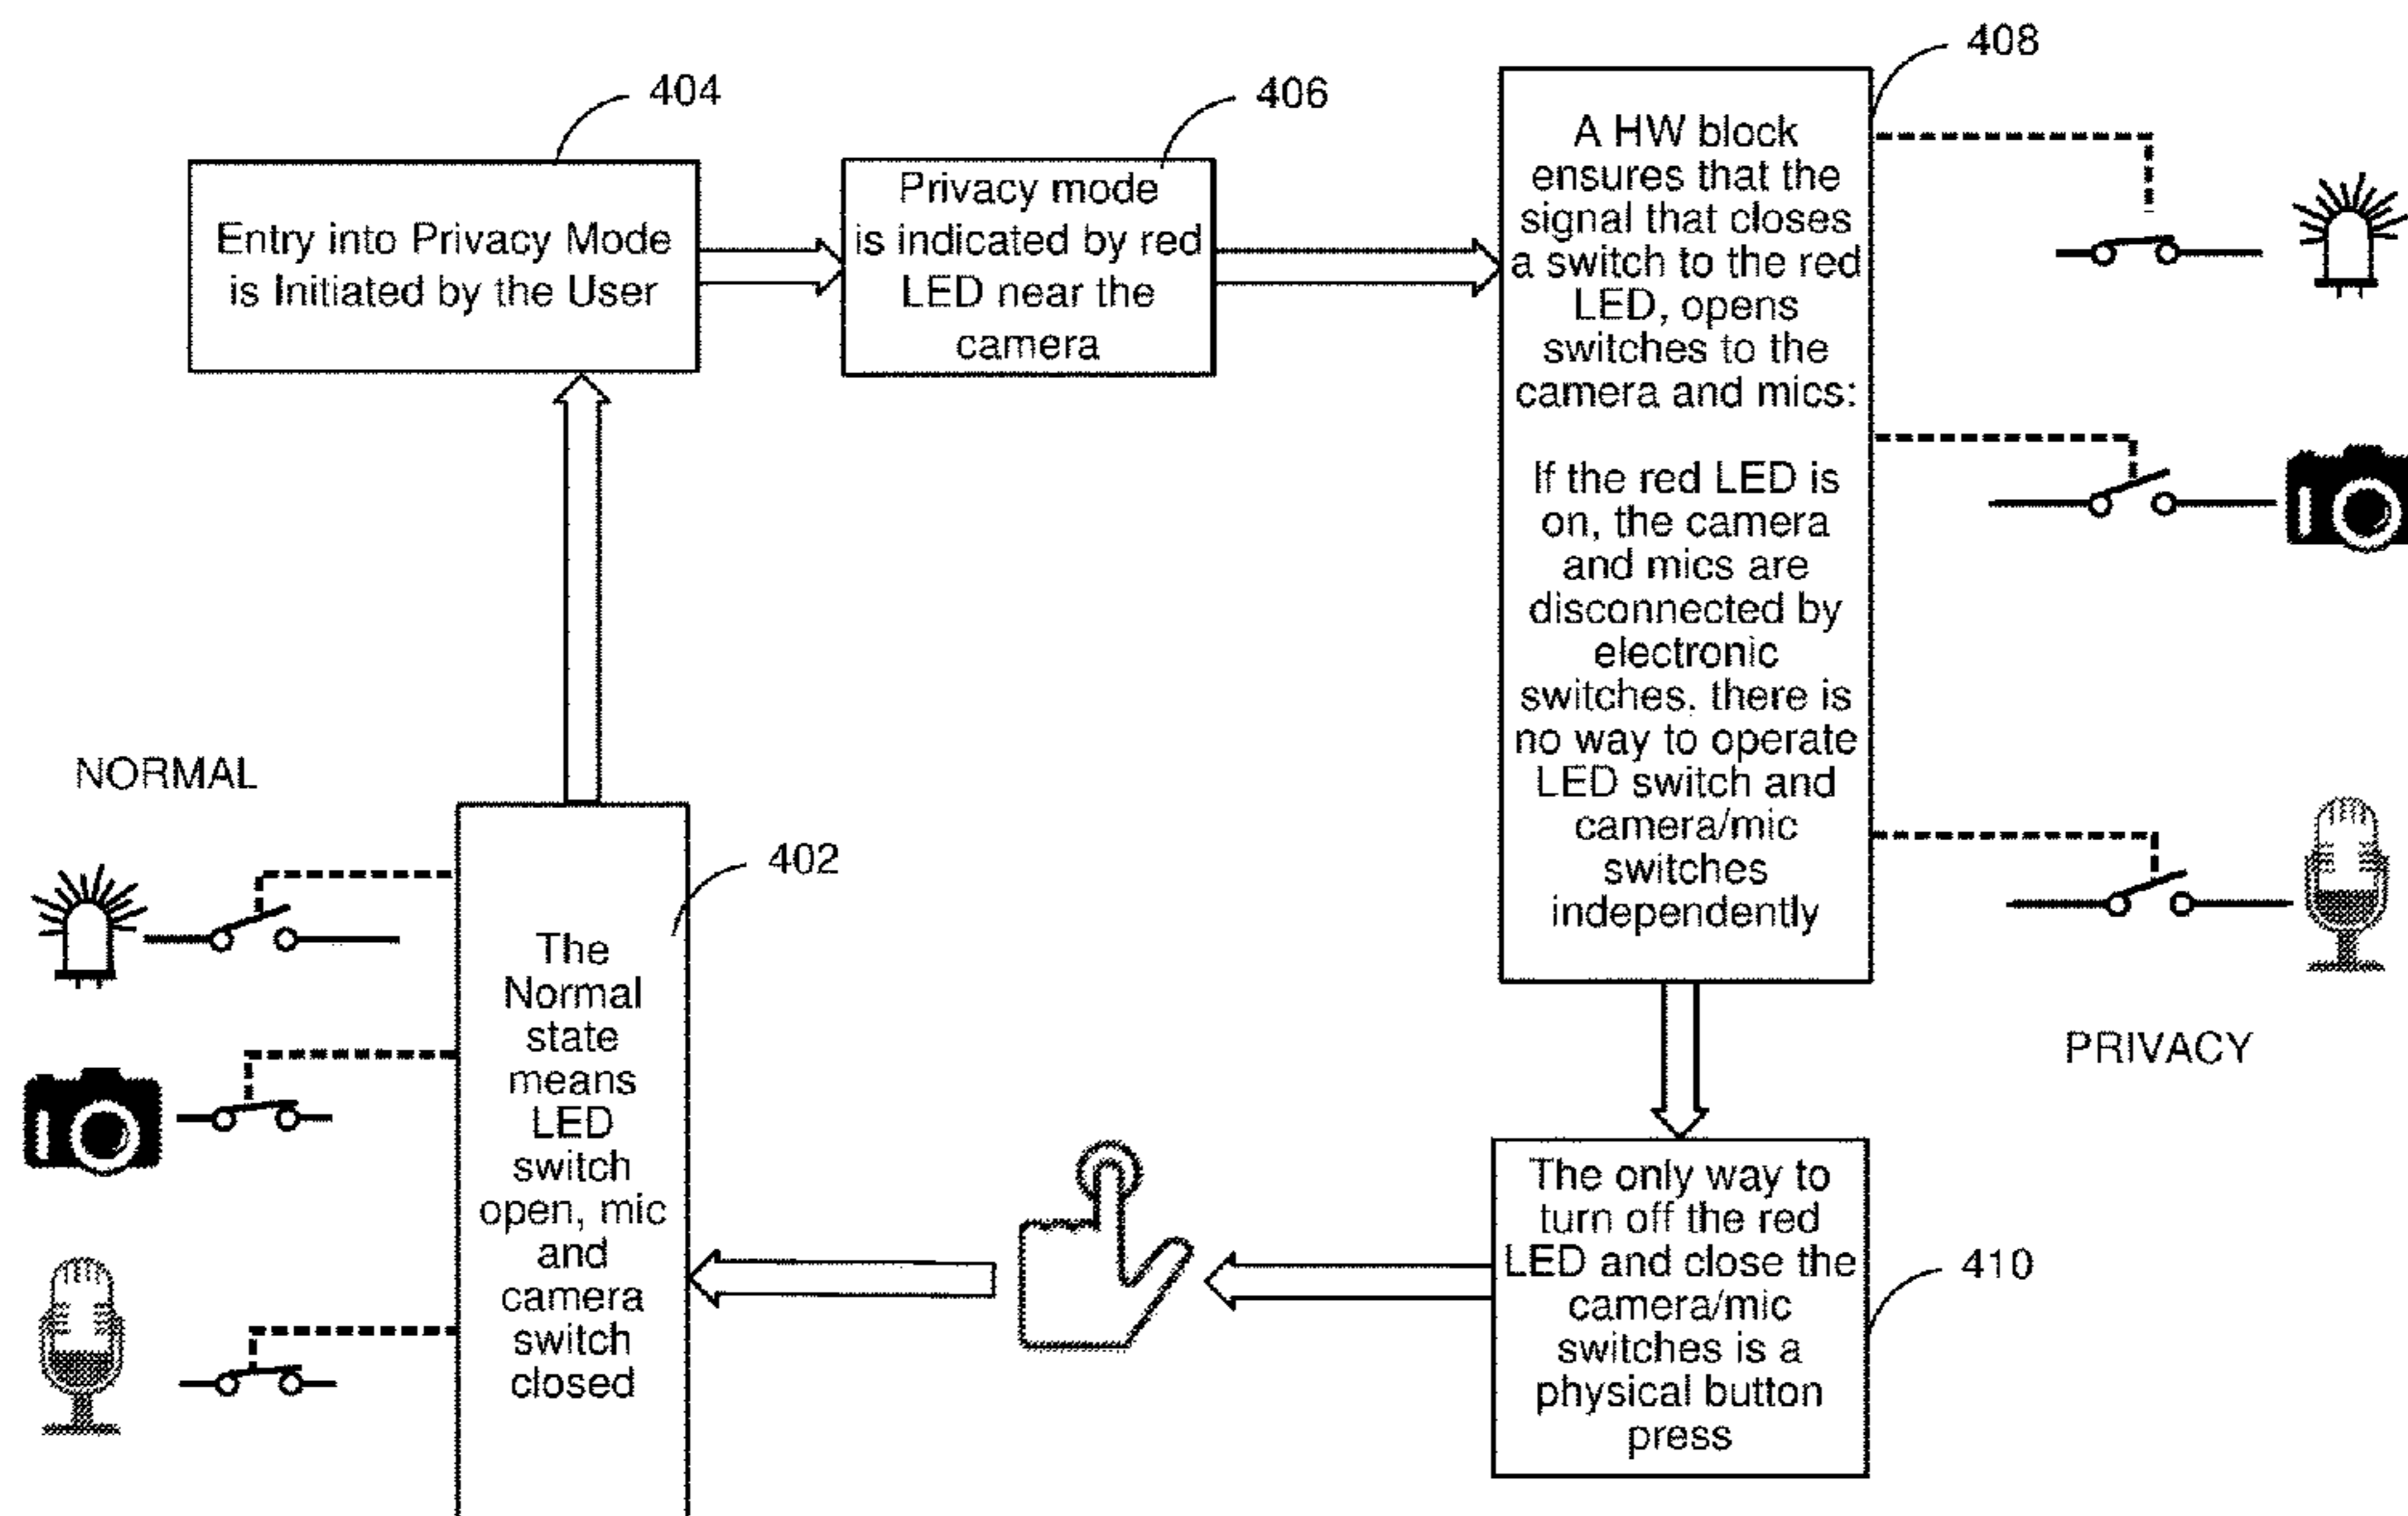 404
Entry into Privacy Mode
is Initiated by the User
406
Privacy mode
is indicated by red
LED near the
camera
408
A HW block
ensures that the
signal that closes
a switch to the red
LED, opens
switches to the
camera and mics:
If the red LED is
on, the camera
and mics are
disconnected by
electronic
switches. there is
no way to operate
LED switch and
camera/mic
switches
independently
PRIVACY
The only way to
turn off the red
LED and close the
camera/mic
switches is a
physical button
press
410
NORMAL
402
The
Normal
state
means
LED
switch
open, mic
and
camera
switch
closed